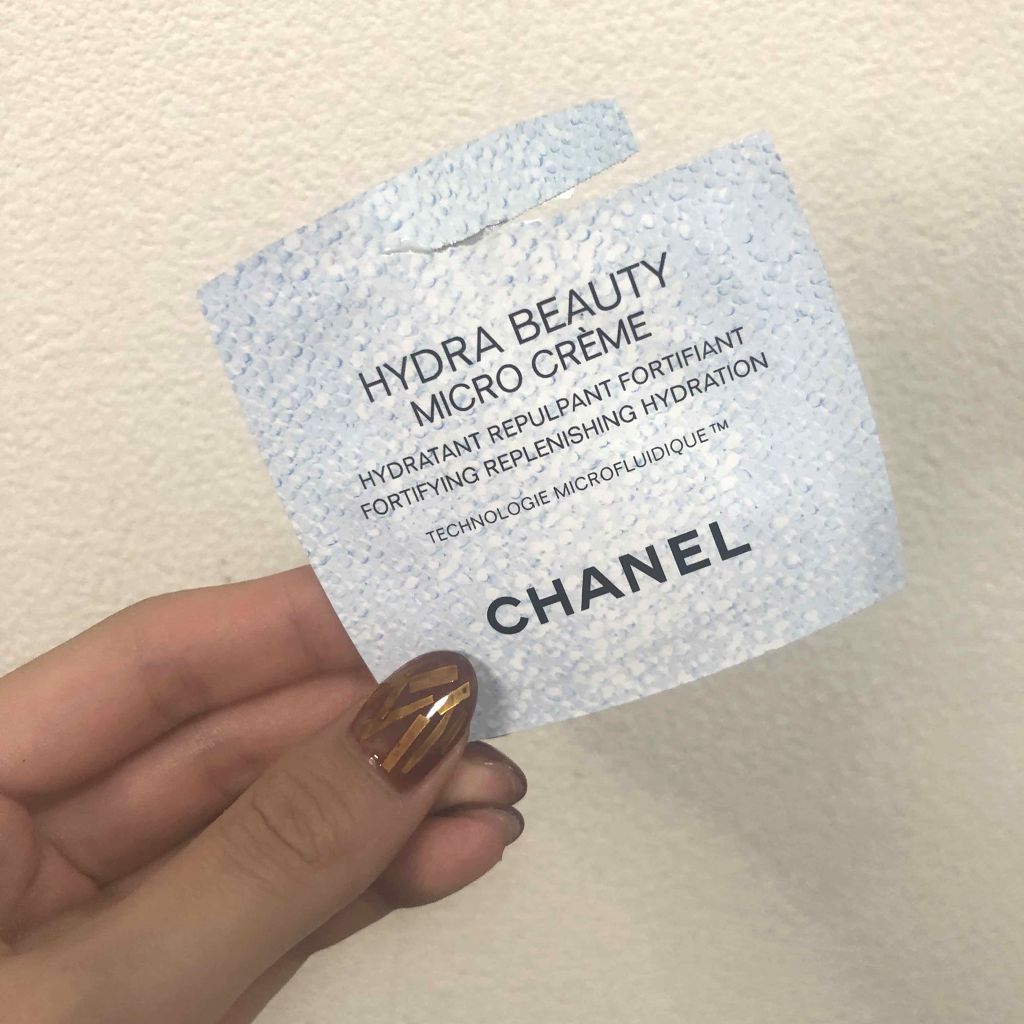 HYDRA BEAUTY
MICRO CRÈME
HYDRATANT REPULPANT FORTIFIANT
FORTIFYING REPLENISHING HYDRATION
TECHNOLOGIE MICROFLUIDIQUE™
CHANEL